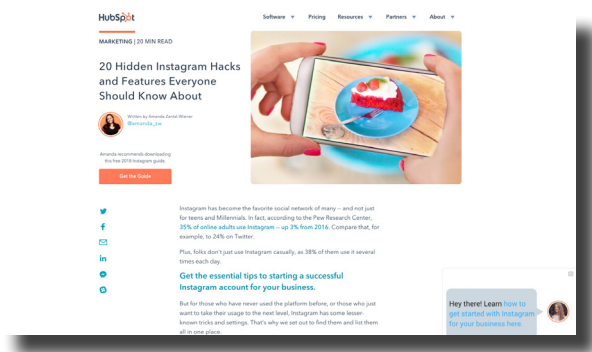 HubSpot
Software ▼ Pricing Resources ▼ Partners ▼ About ▼
MARKETING | 20 MIN READ
20 Hidden Instagram Hacks
and Features Everyone
Should Know About
Written by Amanda Zantal-Wiener
@amanda_zw
Amanda recommends downloading
this free 2018 Instagram guide.
Get the Guide
Instagram has become the favorite social network of many -- and not just
for teens and Millennials. In fact, according to the Pew Research Center,
35% of online adults use Instagram -- up 3% from 2016. Compare that, for
example, to 24% on Twitter.
Plus, folks don't just use Instagram casually, as 38% of them use it several
times each day.
Get the essential tips to starting a successful
Instagram account for your business.
But for those who have never used the platform before, or those who just
want to take their usage to the next level, Instagram has some lesser-
known tricks and settings. That's why we set out to find them and list them
all in one place.
Hey there! Learn how to
get started with Instagram
for your business here.